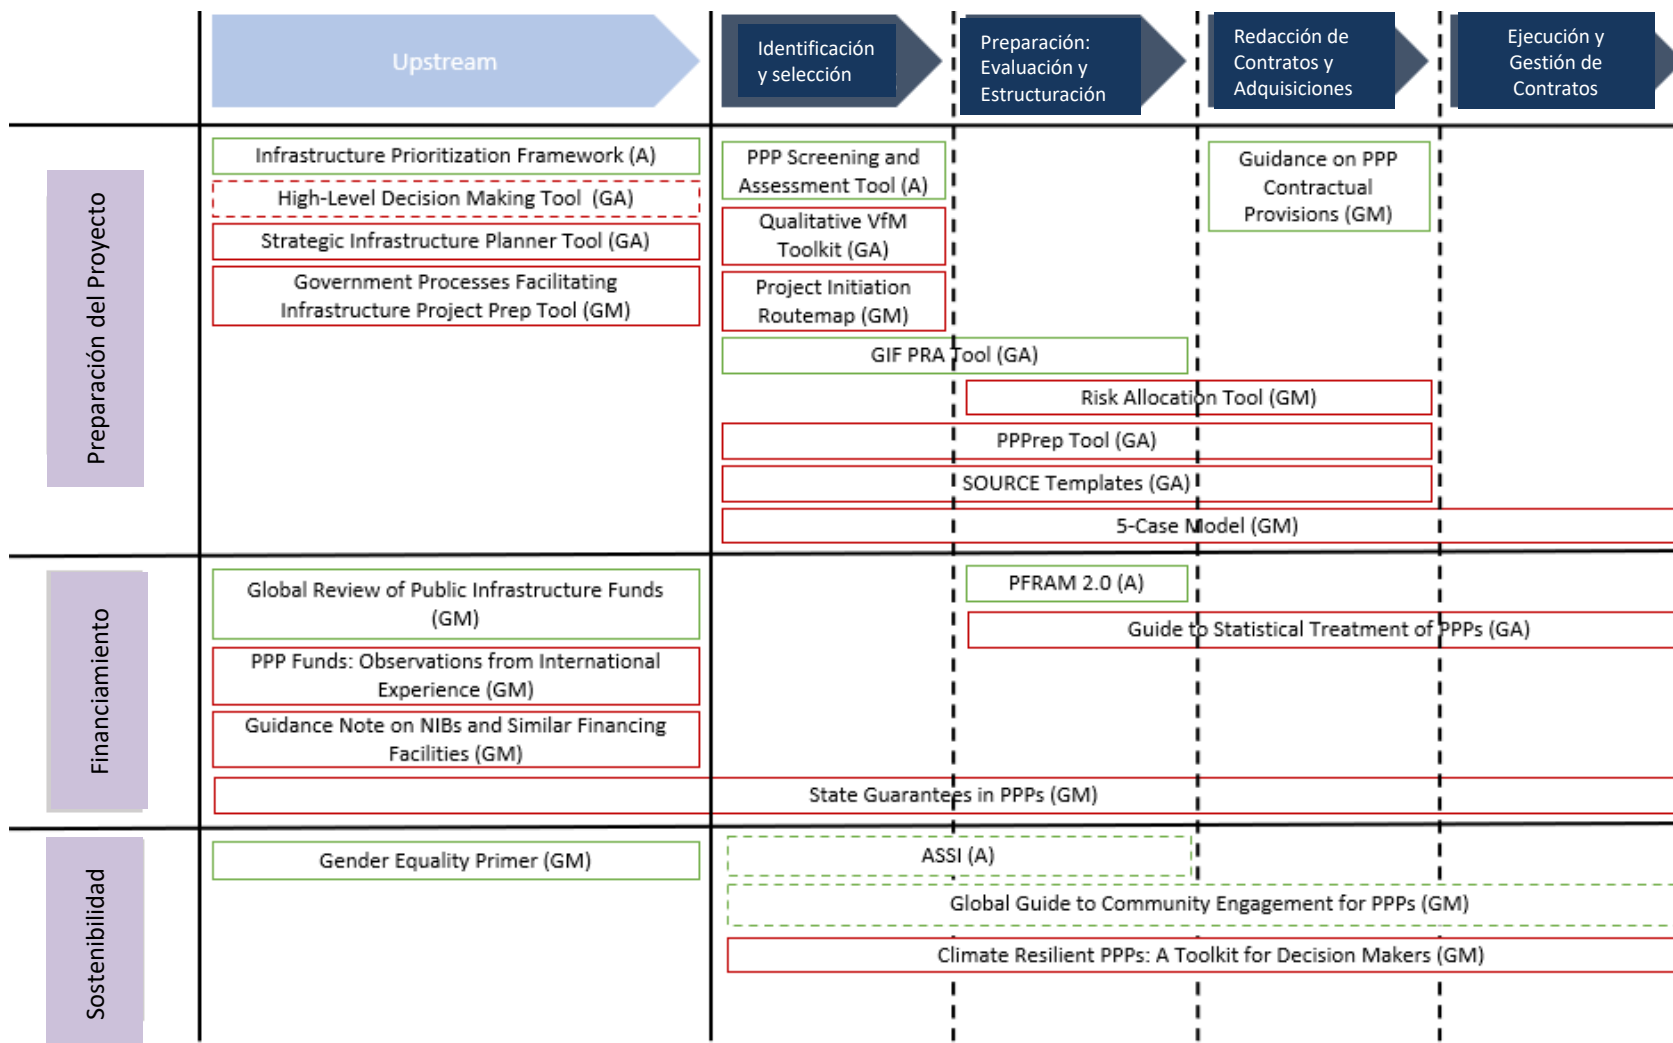 Upstream
Identificación
y selección
Preparación:
Evaluación y
Estructuración
Redacción de
Contratos y
Adquisiciones
Ejecución y
Gestión de
Contratos
Preparación del Proyecto
Infrastructure Prioritization Framework (A)
High-Level Decision Making Tool (GA)
Strategic Infrastructure Planner Tool (GA)
Government Processes Facilitating
Infrastructure Project Prep Tool (GM)
PPP Screening and
Assessment Tool (A)
Qualitative VfM
Toolkit (GA)
Project Initiation
Routemap (GM)
Guidance on PPP
Contractual
Provisions (GM)
GIF PRA Tool (GA)
Risk Allocation Tool (GM)
PPPrep Tool (GA)
SOURCE Templates (GA)
5-Case Model (GM)
Financiamiento
Global Review of Public Infrastructure Funds
(GM)
PPP Funds: Observations from International
Experience (GM)
Guidance Note on NIBs and Similar Financing
Facilities (GM)
PFRAM 2.0 (A)
Guide to Statistical Treatment of PPPs (GA)
State Guarantees in PPPs (GM)
Sostenibilidad
Gender Equality Primer (GM)
ASSI (A)
Global Guide to Community Engagement for PPPs (GM)
Climate Resilient PPPs: A Toolkit for Decision Makers (GM)